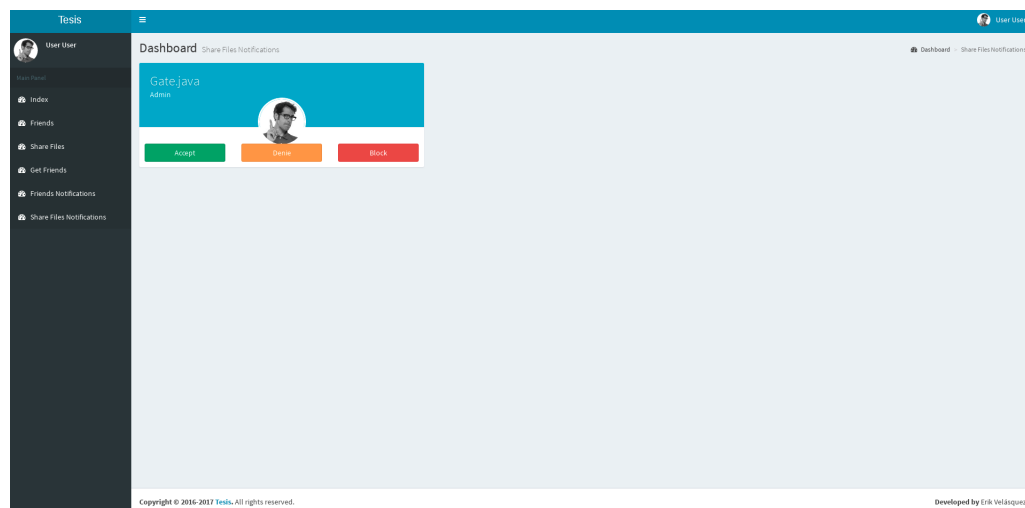 Tesis
User User
User User
Main Panel
Index
Friends
Share Files
Get Friends
Friends Notifications
Share Files Notifications
Dashboard Share Files Notifications
Dashboard > Share Files Notifications
Gate.java
Admin
Accept
Denie
Block
Copyright © 2016-2017 Tesis. All rights reserved.
Developed by Erik Velásquez